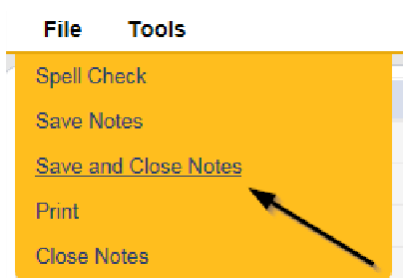 File Tools
Spell Check
Save Notes
Save and Close Notes
Print
Close Notes